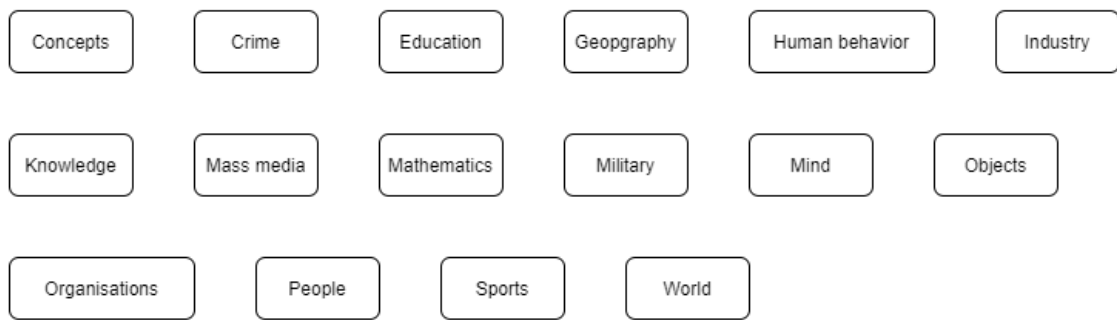 Concepts Crime Education Geopgraphy Human behavior Industry
Knowledge Mass media Mathematics Military Mind Objects
Organisations People Sports World